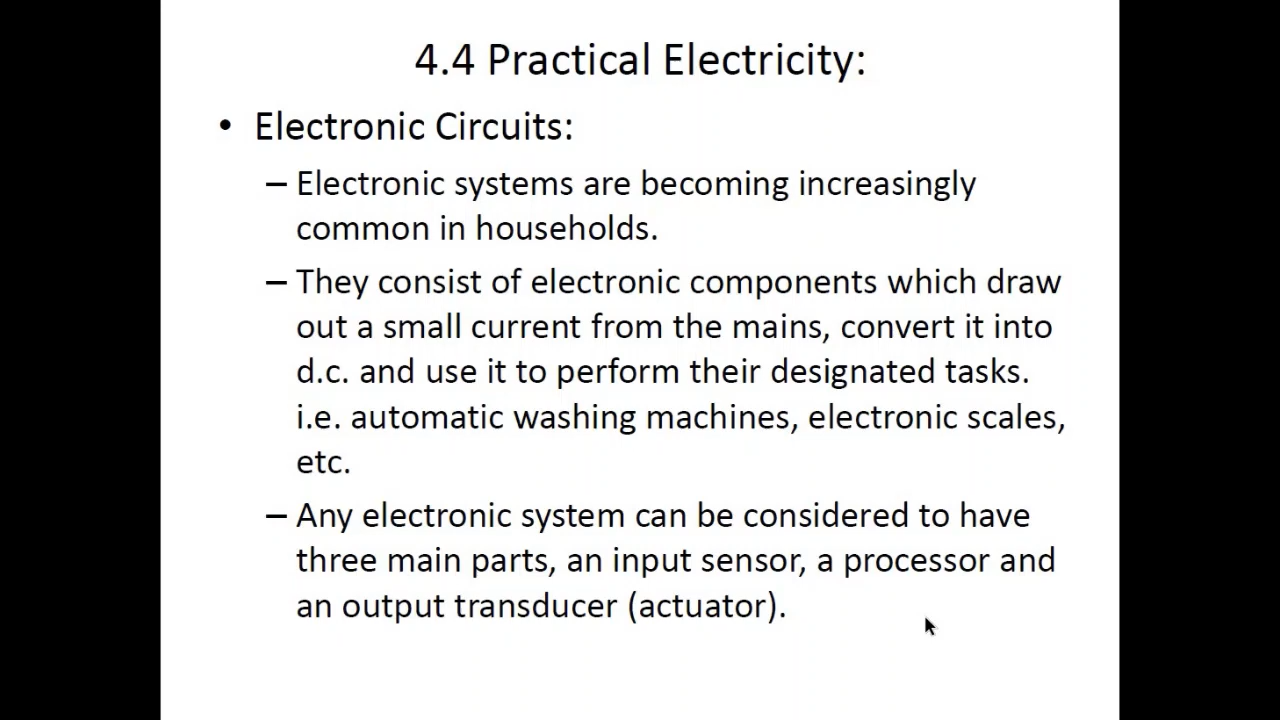 4.4 Practical Electricity:
• Electronic Circuits:
– Electronic systems are becoming increasingly
common in households.
– They consist of electronic components which draw
out a small current from the mains, convert it into
d.c. and use it to perform their designated tasks.
i.e. automatic washing machines, electronic scales,
etc.
– Any electronic system can be considered to have
three main parts, an input sensor, a processor and
an output transducer (actuator).